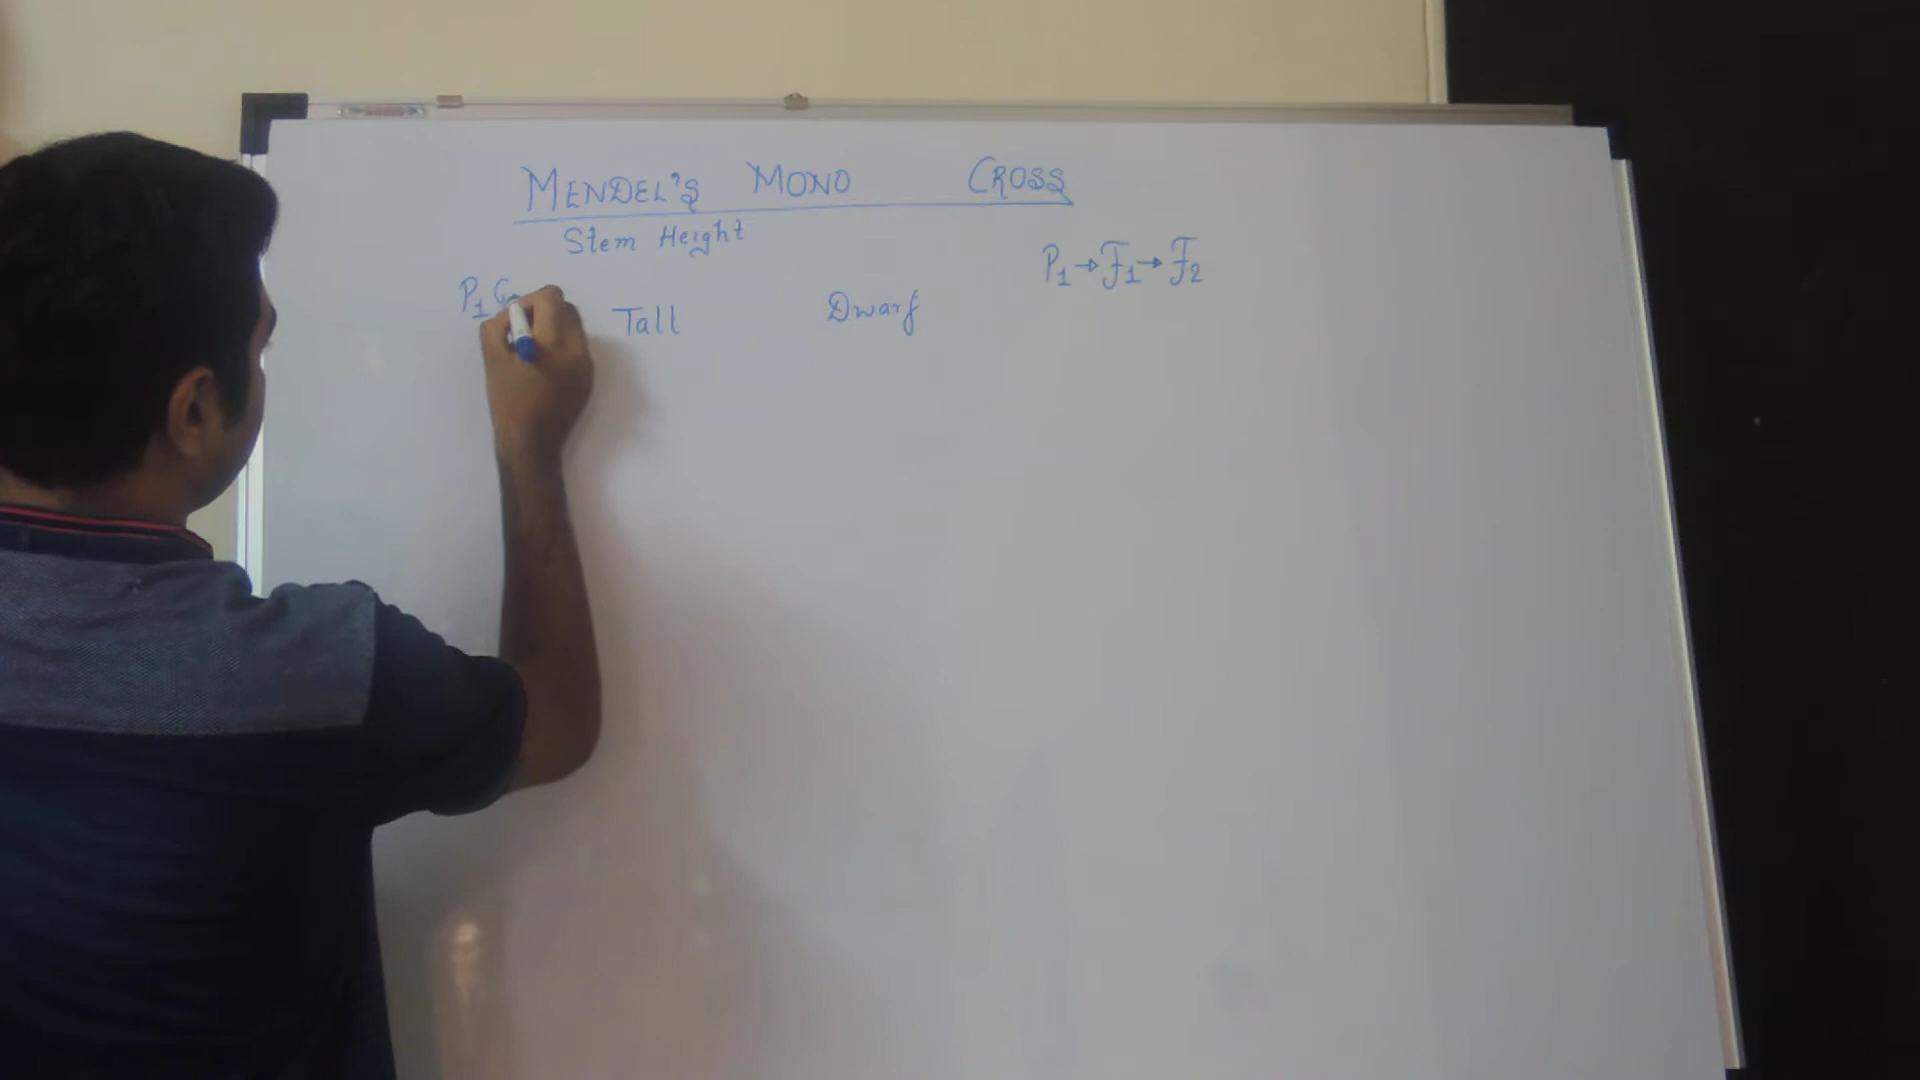 MENDEL'S MONO CROSS
Stem Height
P1 → F1 → F2
P1 Tall Dwarf